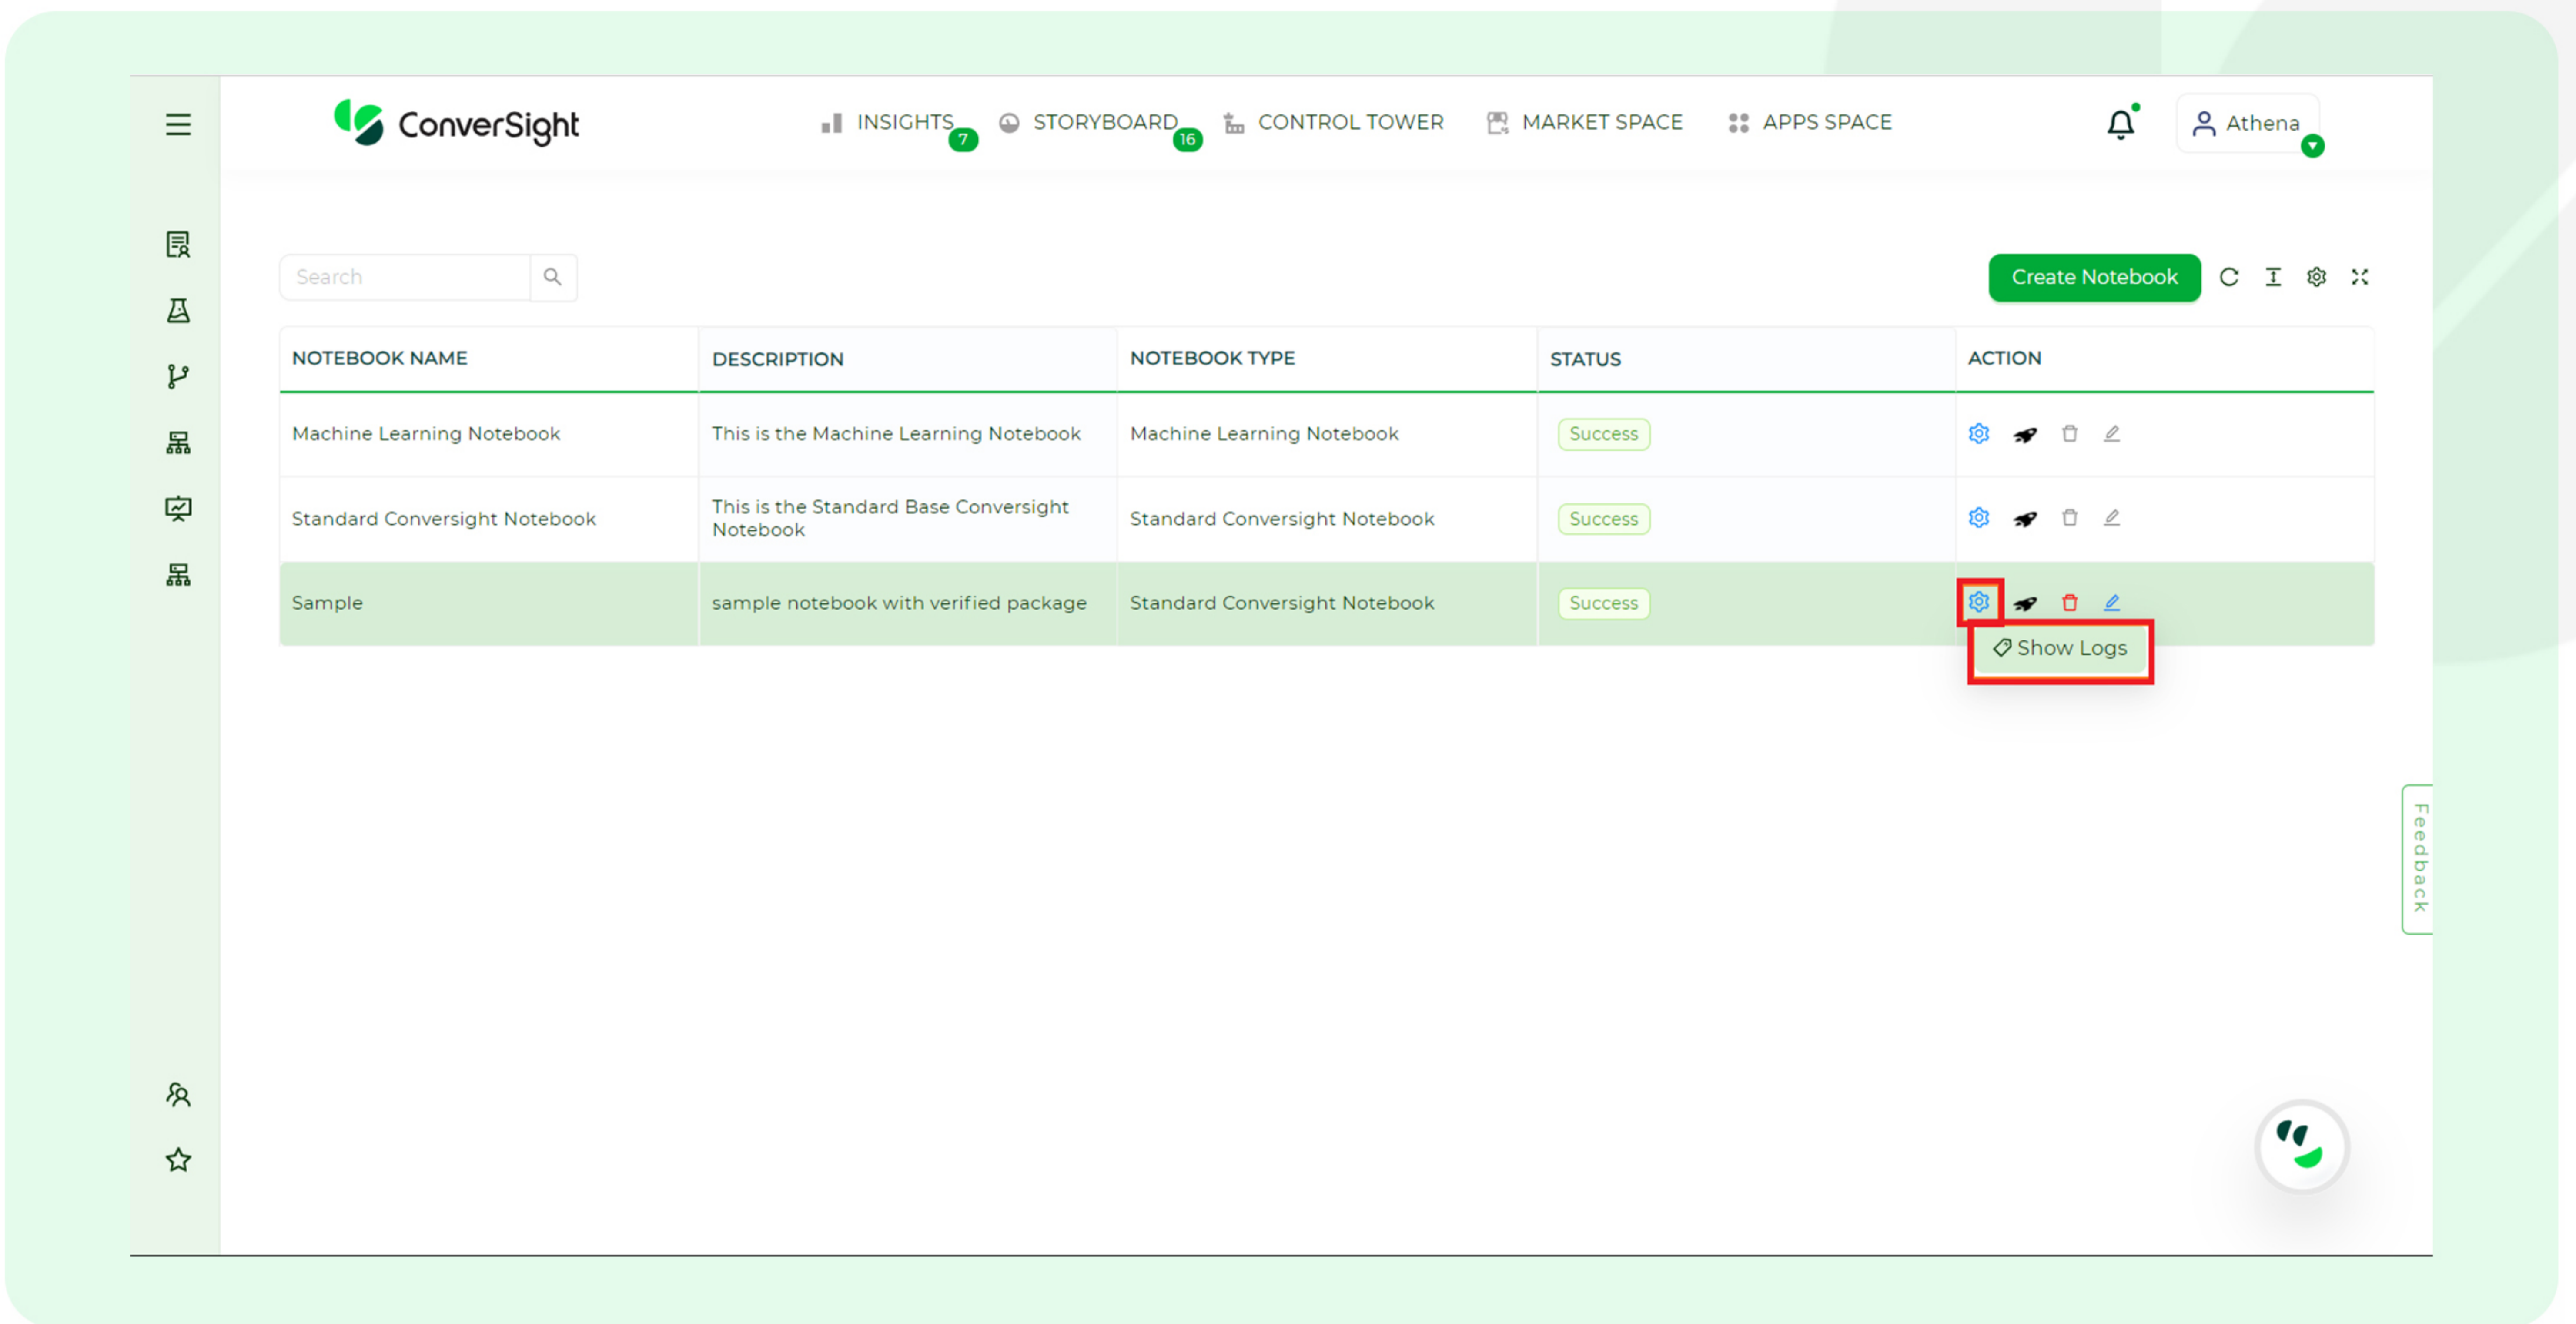 ConverSight
INSIGHTS 7 STORYBOARD 16 CONTROL TOWER MARKET SPACE APPS SPACE
Athena
Search
Create Notebook
NOTEBOOK NAME DESCRIPTION NOTEBOOK TYPE STATUS ACTION
Machine Learning Notebook This is the Machine Learning Notebook Machine Learning Notebook Success
Standard Conversight Notebook This is the Standard Base Conversight Notebook Standard Conversight Notebook Success
Sample sample notebook with verified package Standard Conversight Notebook Success
Show Logs
Feedback